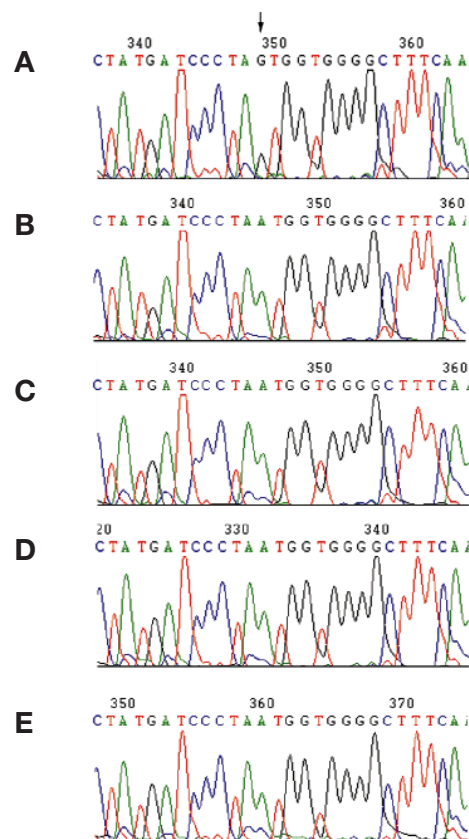 340 350 360
A
CTATGATCCCTAGTGGTGGGGCTTTCAA
B
340 350 360
CTATGATCCCTAATGGTGGGGCTTTCAA
340 350 360
C
CTATGATCCCTAATGGTGGGGCTTTCAA
20 330 340
D
CTATGATCCCTAATGGTGGGGCTTTCAA
350 360 370
E
CTATGATCCCTAATGGTGGGGCTTTCAA